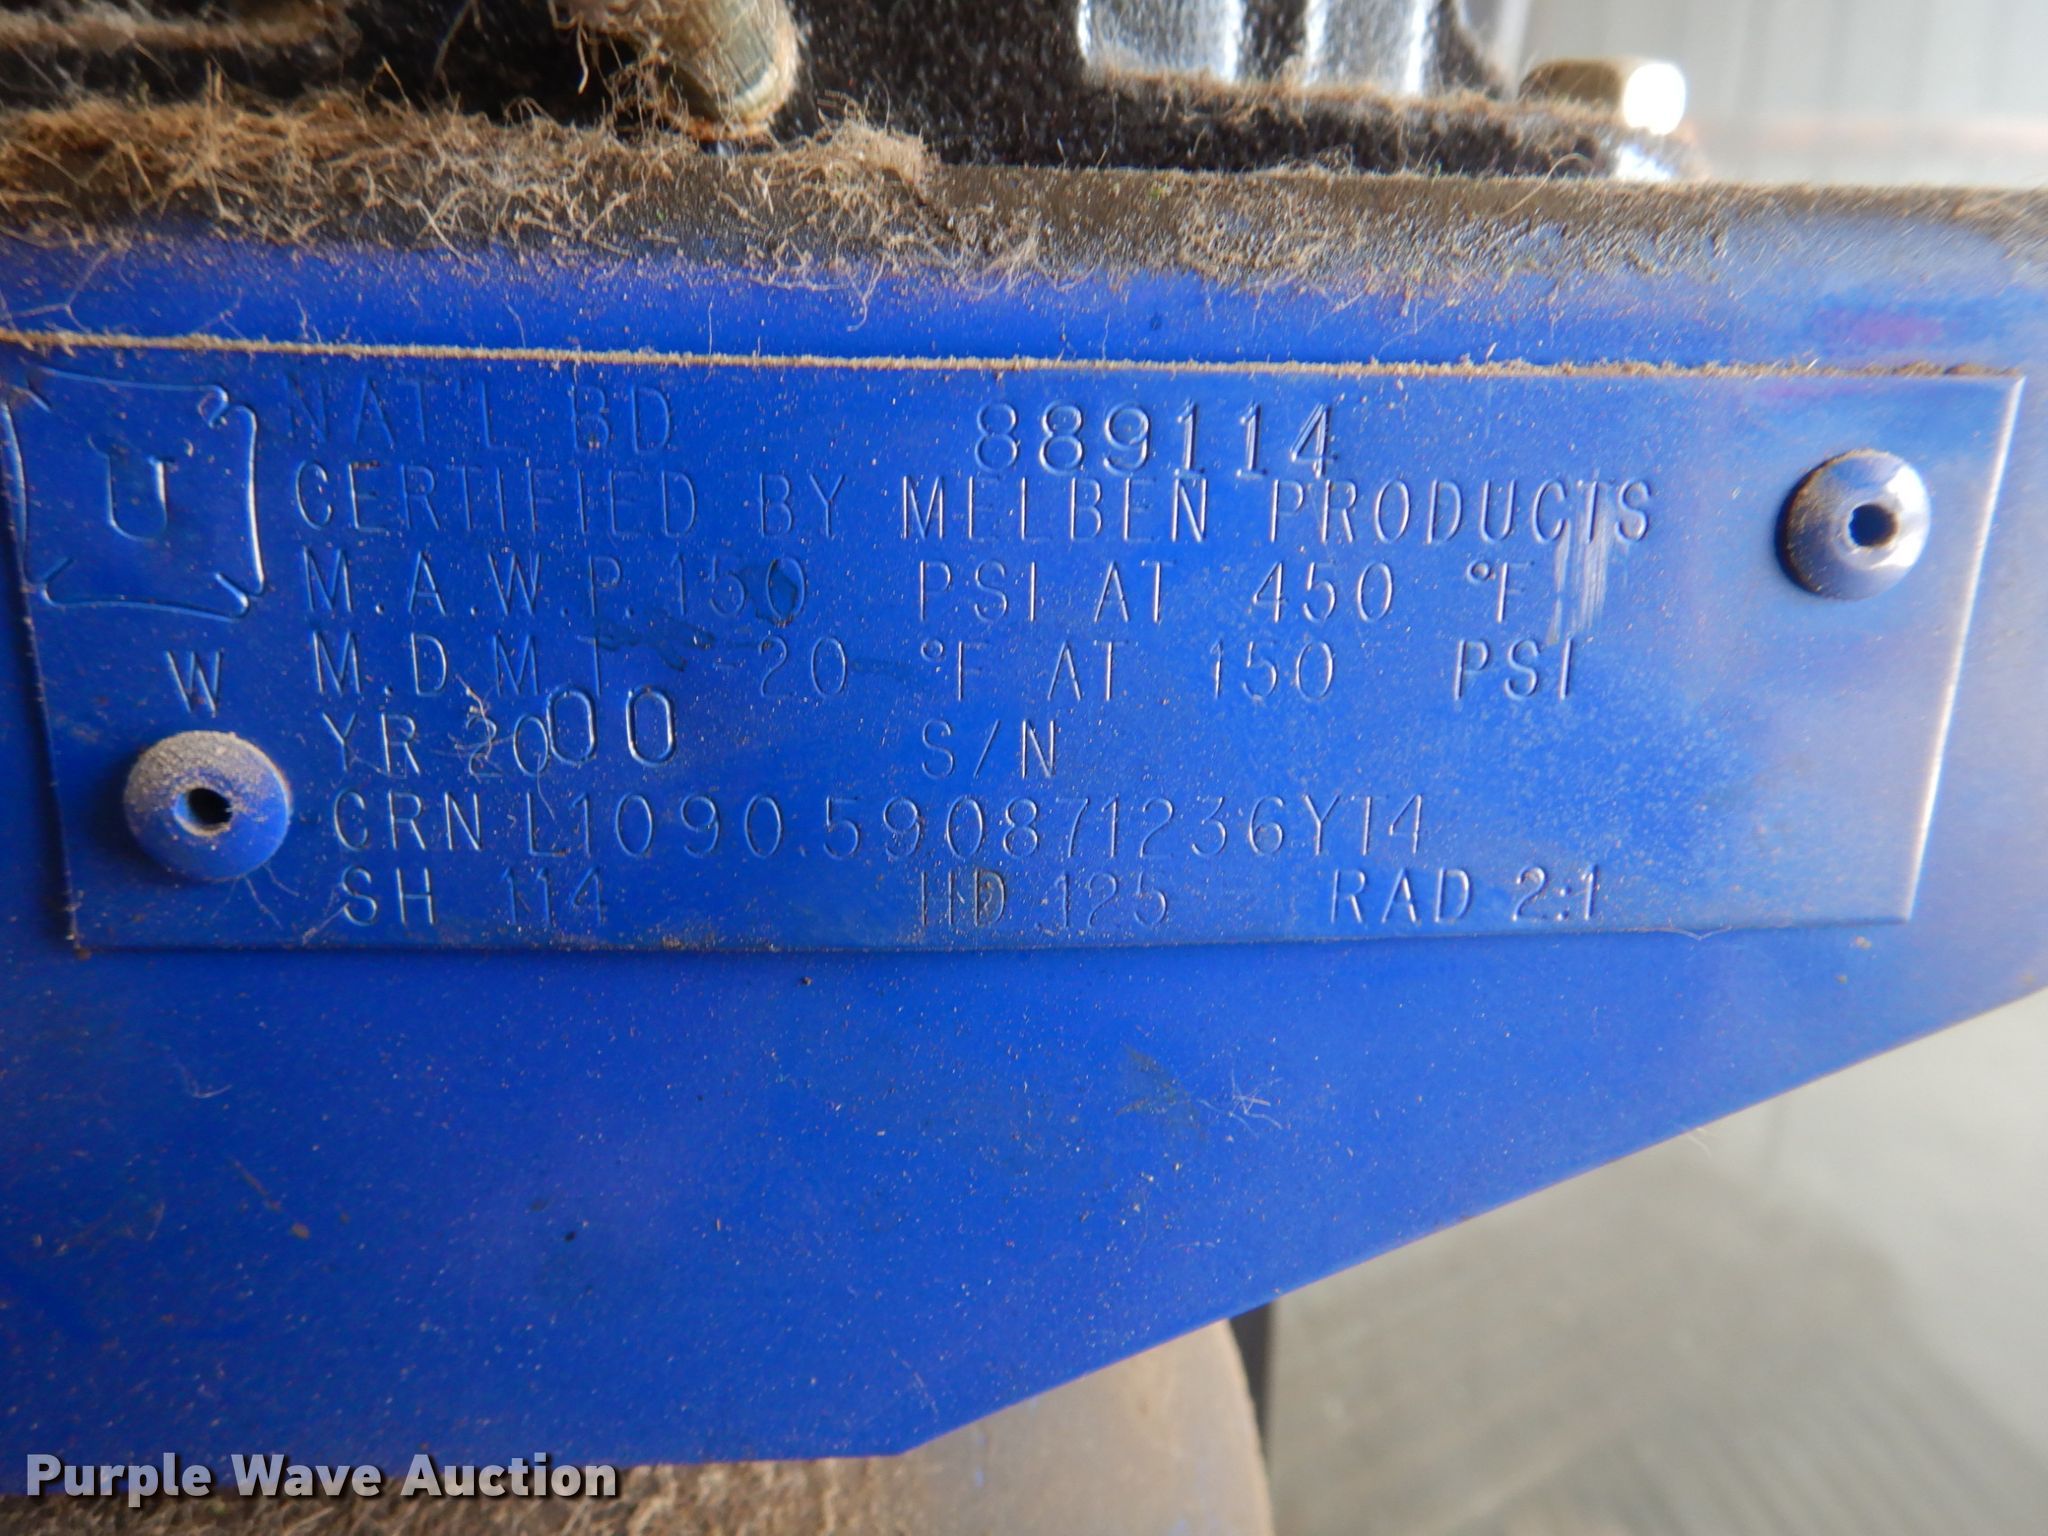 U
NAT'L BD 889114
CERTIFIED BY MELBEN PRODUCTS
M.A.W.P. 150 PSI AT 450 °F
W M.D.M.T -20 °F AT 150 PSI
YR 2000 S/N
CRN L1090.590871236YT4
SH 114 HD .125 RAD 2:1
Purple Wave Auction